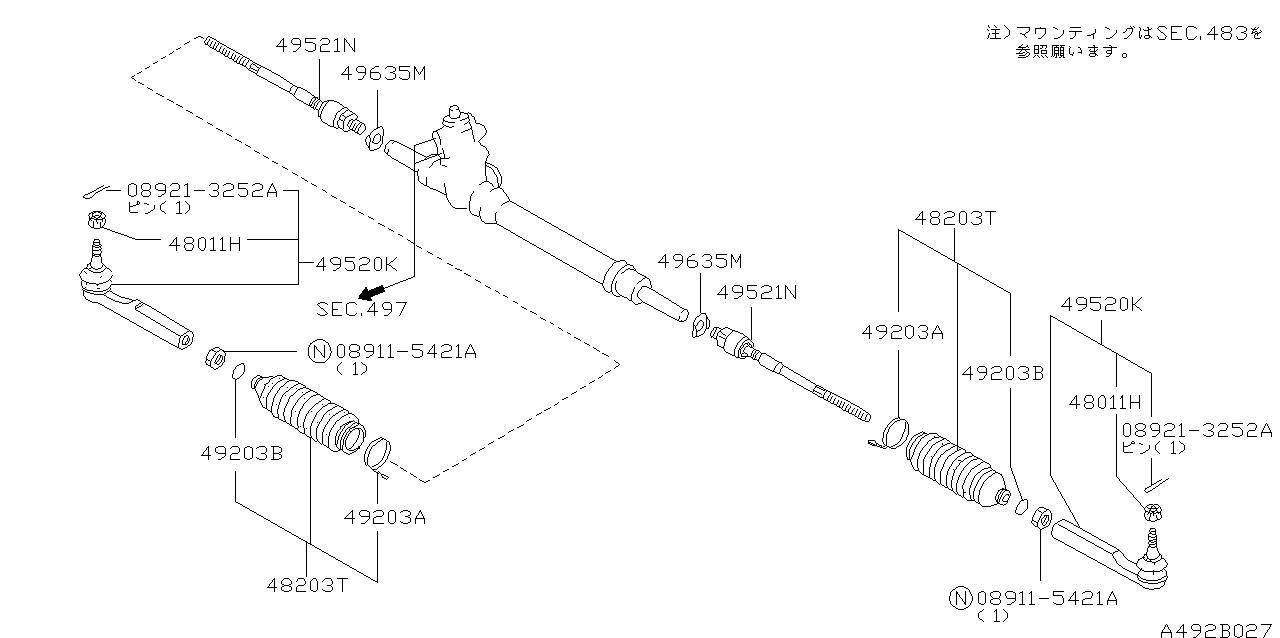 注) マウンティングはSEC.483を
参照願います。
49521N
49635M
08921-3252A
ピン(1)
48011H
49520K
SEC.497
N 08911-5421A
(1)
49203B
49203A
48203T
49635M
49521N
48203T
49203A
49203B
49520K
48011H
08921-3252A
ピン(1)
N 08911-5421A
(1)
A492B027